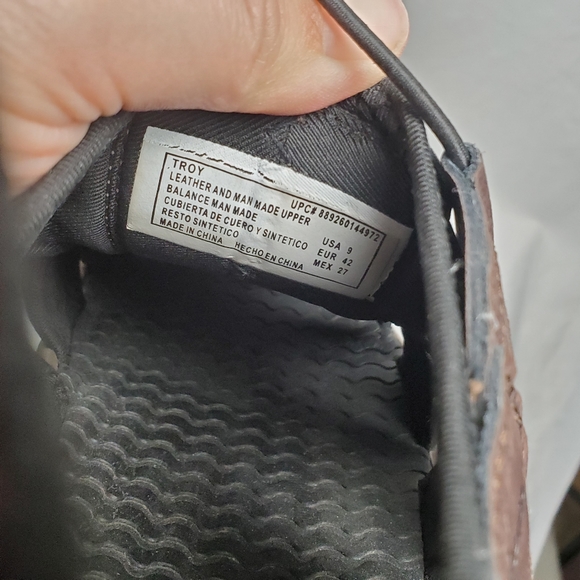 TROY
LEATHER AND MAN MADE UPPER
BALANCE MAN MADE
CUBIERTA DE CUERO Y SINTETICO
RESTO SINTETICO
MADE IN CHINA HECHO EN CHINA
UPC# 889260144972
USA 9
EUR 42
MEX 27